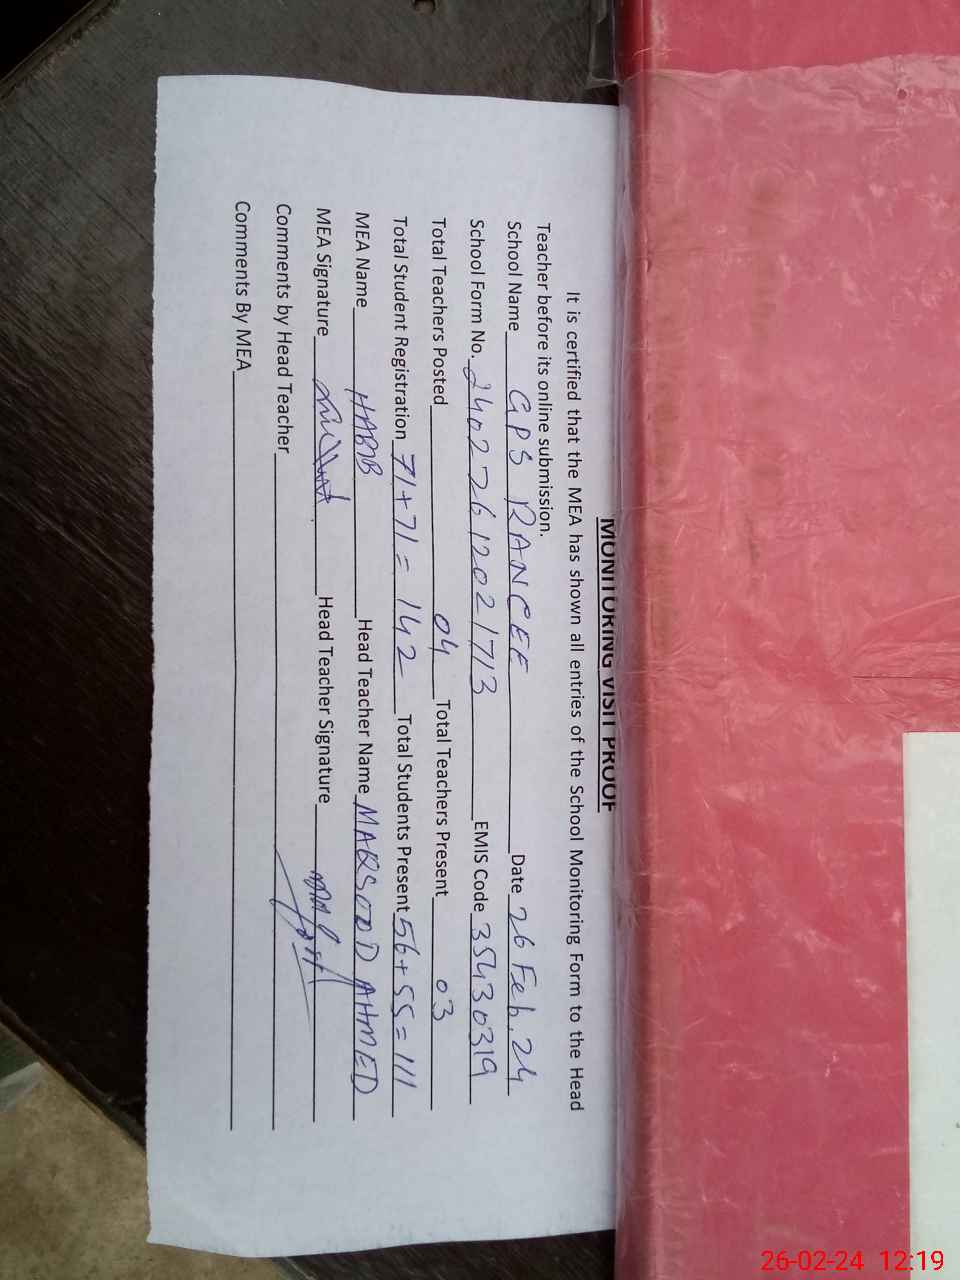 MONITORING VISIT PROOF
It is certified that the MEA has shown all entries of the School Monitoring Form to the Head
Teacher before its online submission.
School Name GPS RANCEE Date 26 Feb. 24
School Form No. 2402261202 1713 EMIS Code 35430319
Total Teachers Posted 04 Total Teachers Present 03
Total Student Registration 71+71= 142 Total Students Present 56+55=111
MEA Name HABIB Head Teacher Name MAQSOOD AHMED
MEA Signature Head Teacher Signature
Comments by Head Teacher
Comments By MEA
26-02-24 12:19